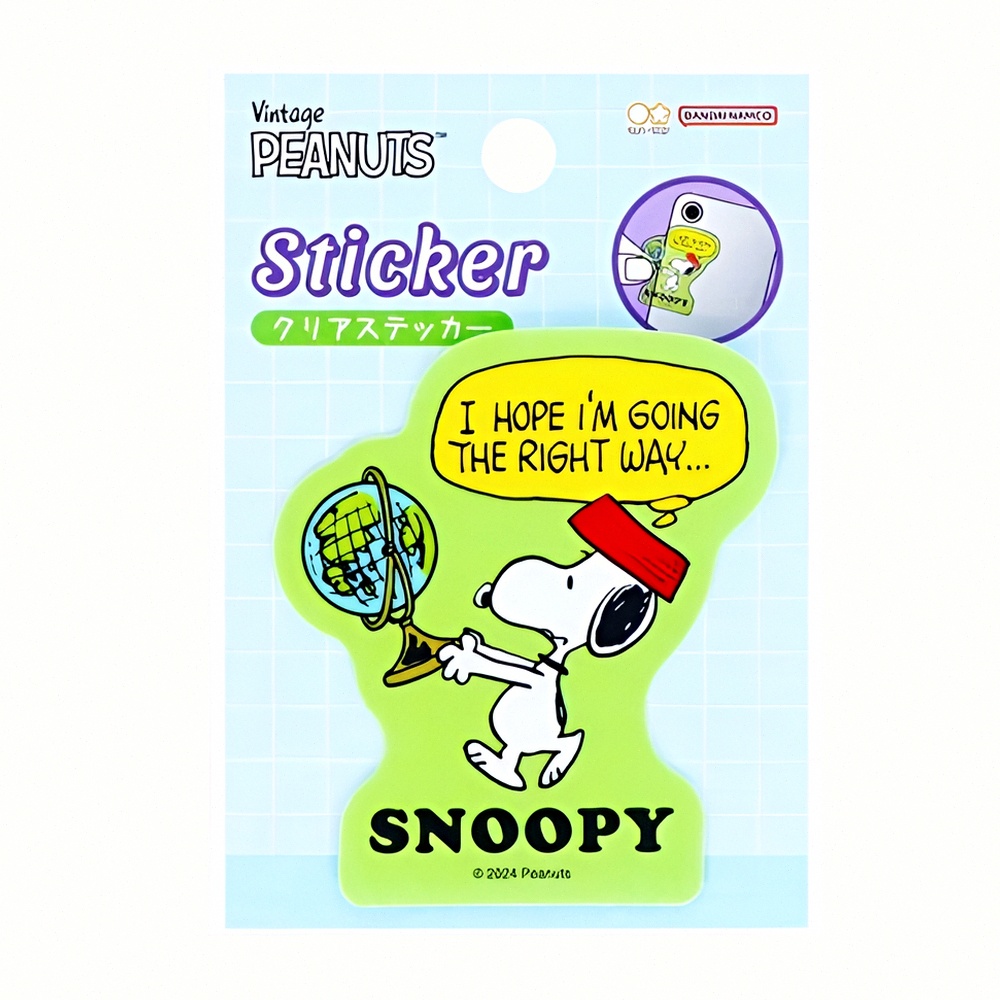 Vintage
PEANUTS
BANDAI NAMCO
Sticker
クリアステッカー
I HOPE I'M GOING
THE RIGHT WAY...
SNOOPY
SNOOPY
© 2024 Peanuts